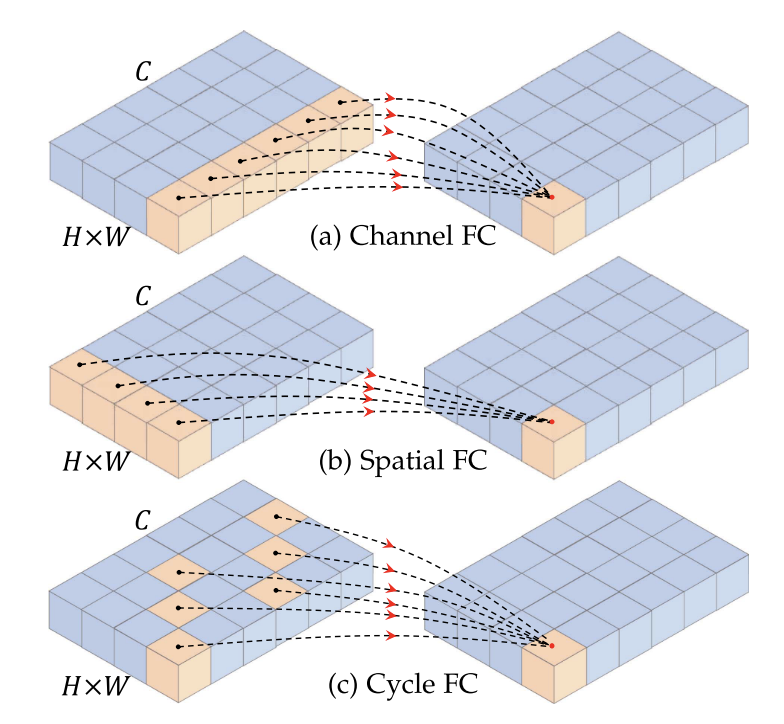 C
H×W
(a) Channel FC
C
H×W
(b) Spatial FC
C
H×W
(c) Cycle FC